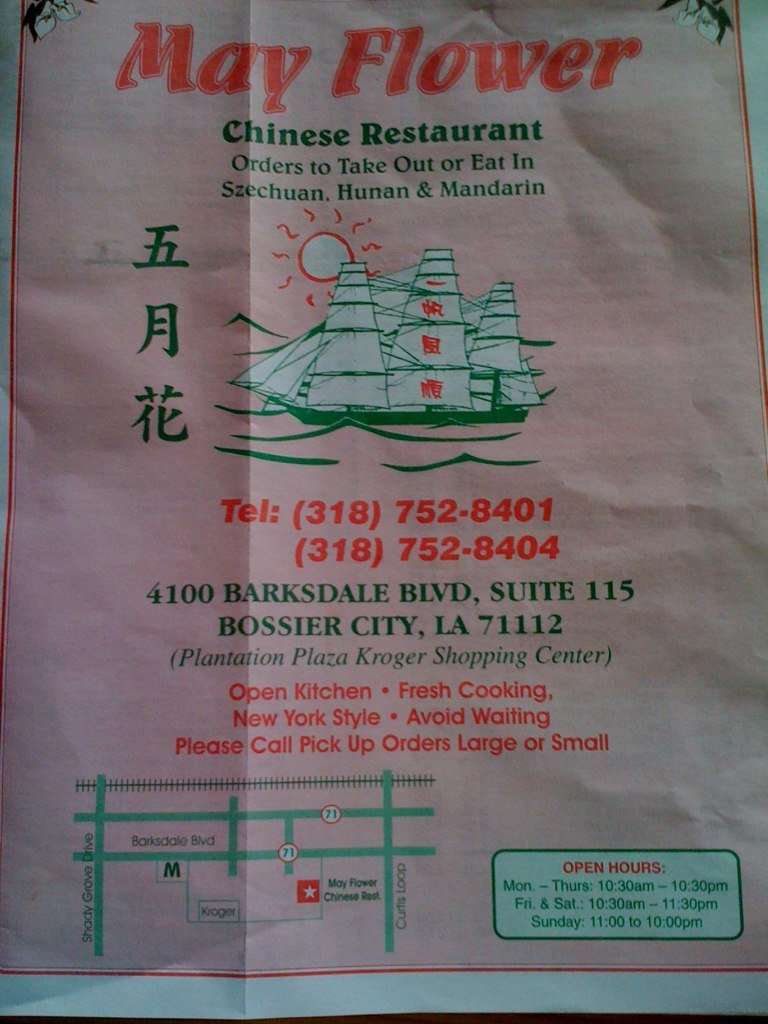 May Flower
Chinese Restaurant
Orders to Take Out or Eat In
Szechuan, Hunan & Mandarin
五
月
花
一
帆
風
順
Tel: (318) 752-8401
(318) 752-8404
4100 BARKSDALE BLVD, SUITE 115
BOSSIER CITY, LA 71112
(Plantation Plaza Kroger Shopping Center)
Open Kitchen • Fresh Cooking,
New York Style • Avoid Waiting
Please Call Pick Up Orders Large or Small
71
Barksdale Blvd
71
M
Shady Grove Drive
Kroger
May Flower
Chinese Rest.
Curtis Loop
OPEN HOURS:
Mon. – Thurs: 10:30am – 10:30pm
Fri. & Sat.: 10:30am – 11:30pm
Sunday: 11:00 to 10:00pm